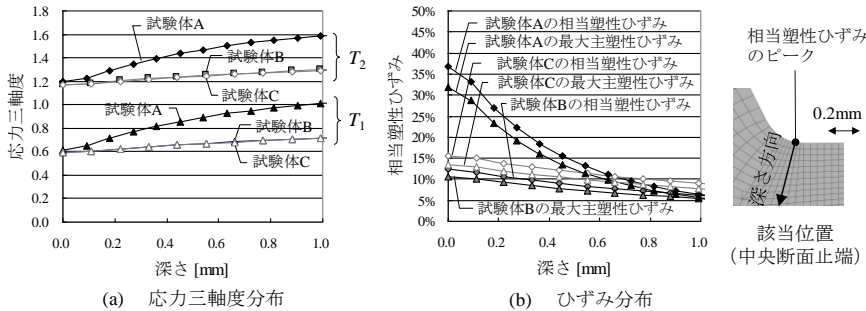 応力三軸度
1.8
1.6
1.4
1.2
1.0
0.8
0.6
0.4
0.2
0.0
試験体A
試験体B
試験体C
T2
試験体A
試験体B
試験体C
T1
0.0 0.2 0.4 0.6 0.8 1.0
深さ [mm]
(a) 応力三軸度分布
相当塑性ひずみ
50%
45%
40%
35%
30%
25%
20%
15%
10%
5%
0%
試験体Aの相当塑性ひずみ
試験体Aの最大主塑性ひずみ
試験体Cの相当塑性ひずみ
試験体Cの最大主塑性ひずみ
試験体Bの相当塑性ひずみ
試験体Bの最大主塑性ひずみ
0.0 0.2 0.4 0.6 0.8 1.0
深さ [mm]
(b) ひずみ分布
相当塑性ひずみ
のピーク
0.2mm
深さ方向
該当位置
(中央断面止端)